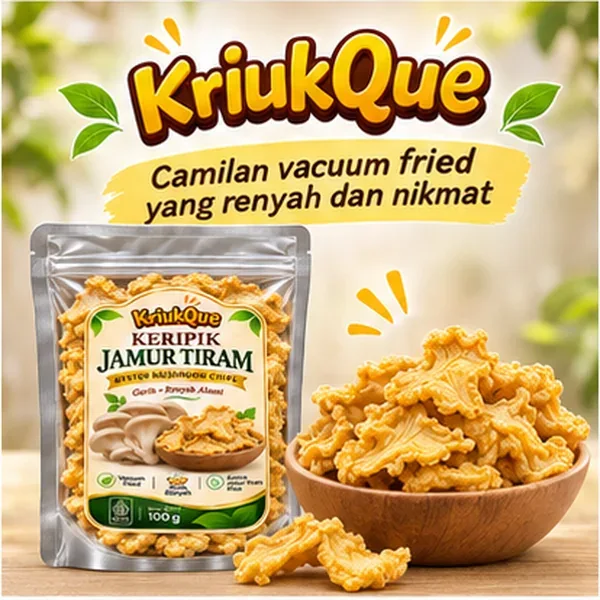 KriukQue
Camilan vacuum fried
yang renyah dan nikmat
KriukQue
KERIPIK
JAMUR TIRAM
Gurih - Renyah Alami
Vacuum
Fried
100 g